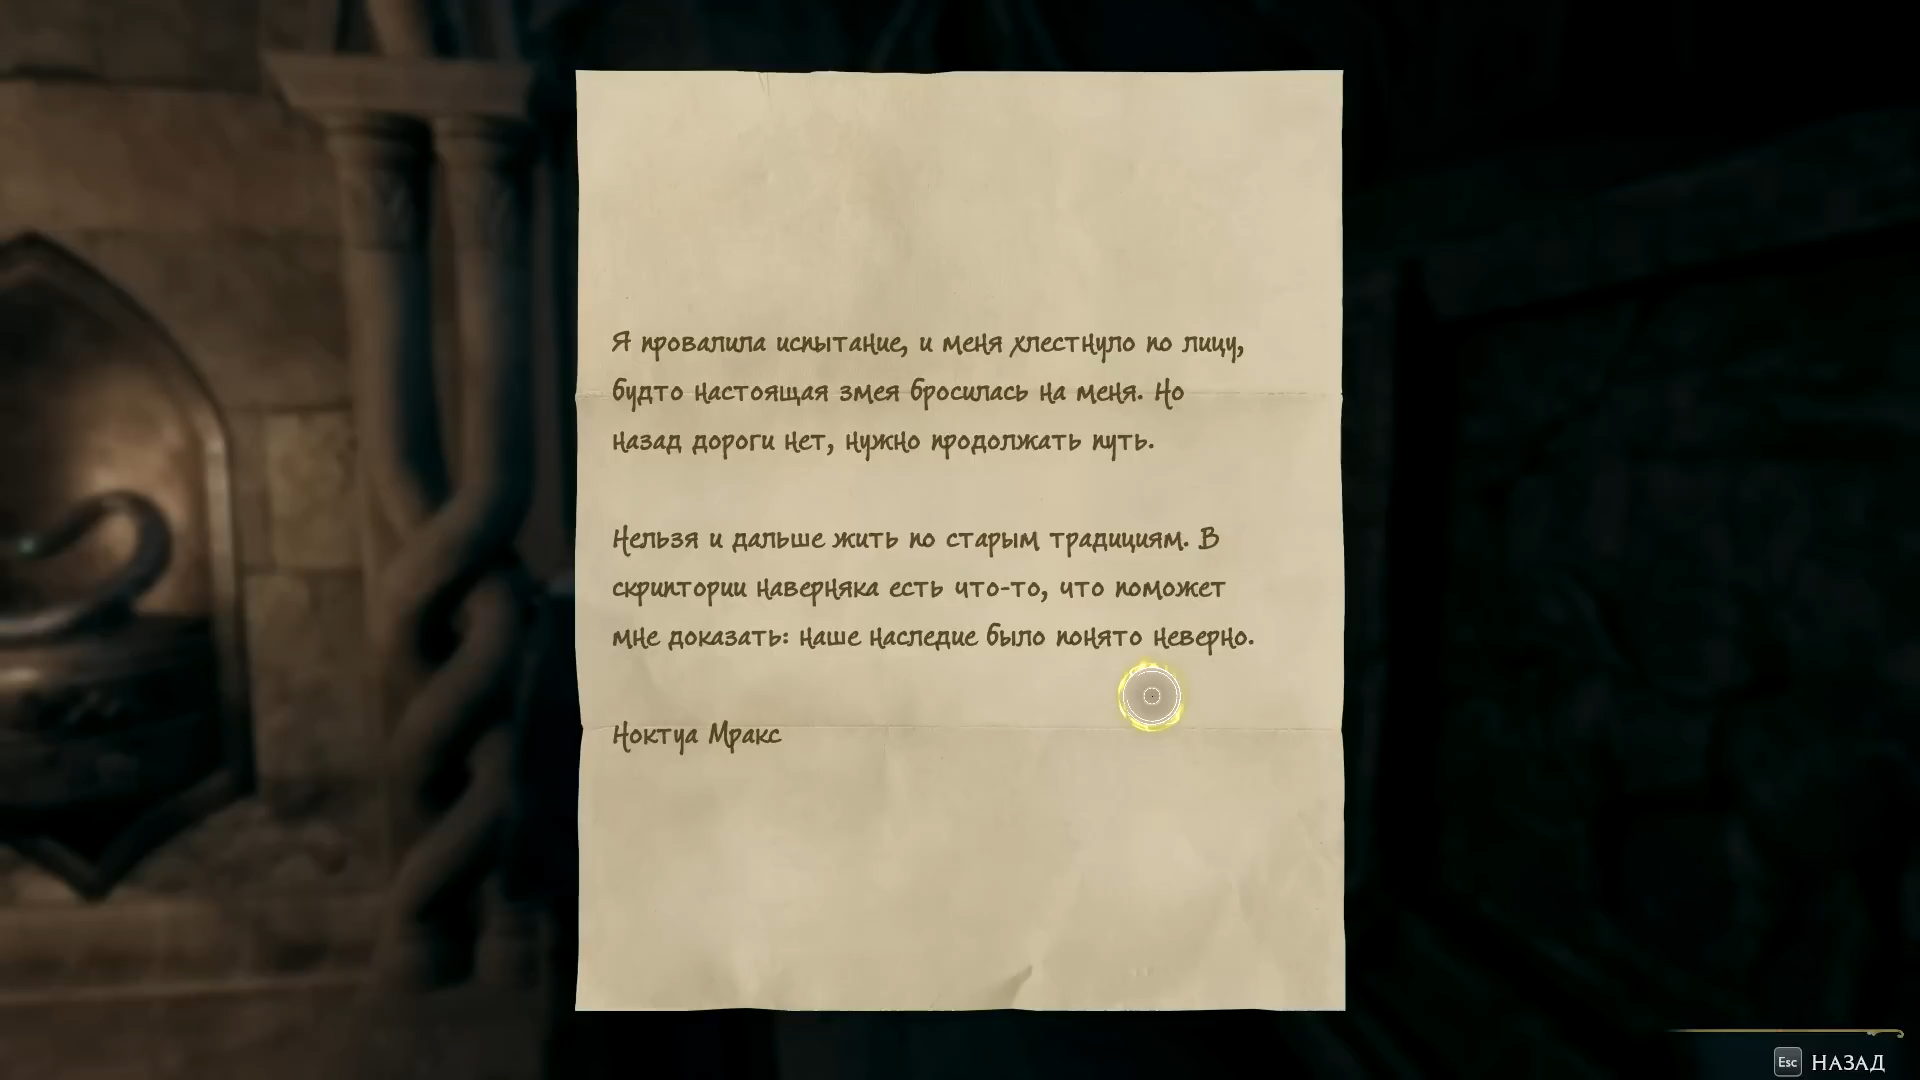 Я провалила испытание, и меня хлестнуло по лицу,
будто настоящая змея бросилась на меня. Но
назад дороги нет, нужно продолжать путь.
Нельзя и дальше жить по старым традициям. В
скриптории наверняка есть что-то, что поможет
мне доказать: наше наследие было понято неверно.
Ноктуа Мракс
Esc НАЗАД